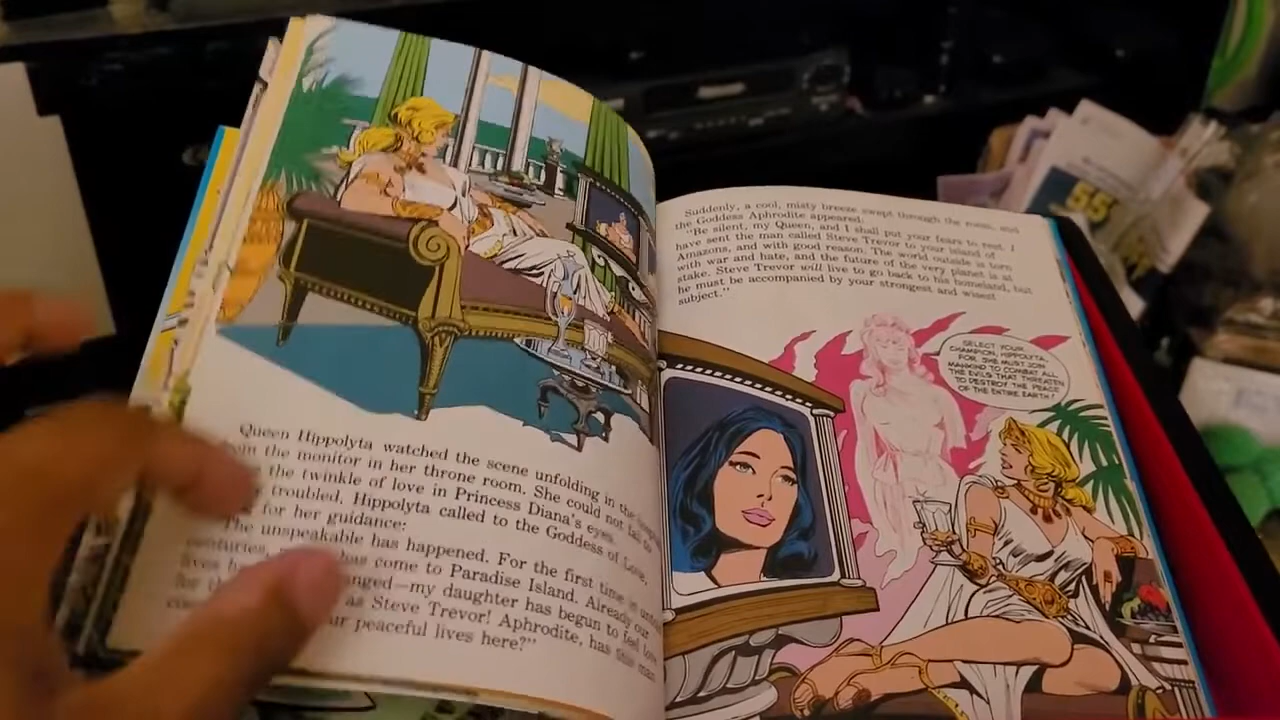 Queen Hippolyta watched the scene unfolding in the
the monitor in her throne room. She could not fail to
the twinkle of love in Princess Diana's eyes.
troubled, Hippolyta called to the Goddess of Love,
for her guidance:
"The unspeakable has happened. For the first time in
centuries, has come to Paradise Island. Already our
lives anged—my daughter has begun to feel love
for as Steve Trevor! Aphrodite, has this man
ur peaceful lives here?"
Suddenly, a cool, misty breeze swept through the room, and
the Goddess Aphrodite appeared:
"Be silent, my Queen, and I shall put your fears to rest. I
have sent the man called Steve Trevor to your island of
Amazons, and with good reason. The world outside is torn
with war and hate, and the future of the very planet is at
stake. Steve Trevor will live to go back to his homeland, but
he must be accompanied by your strongest and wisest
subject."
SELECT YOUR
CHAMPION, HIPPOLYTA,
FOR SHE MUST JOIN
MANKIND TO COMBAT ALL
THE EVILS THAT THREATEN
TO DESTROY THE PEACE
OF THE ENTIRE EARTH!
55